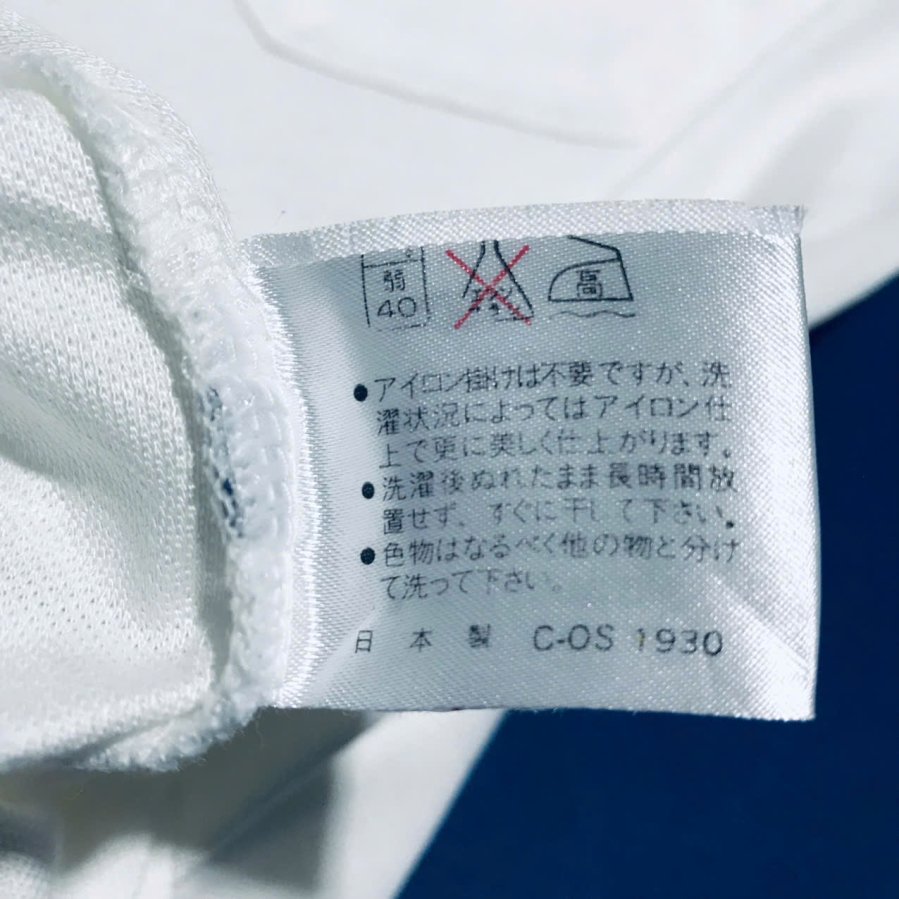 弱
40
高
●アイロン掛けは不要ですが、洗
濯状況によってはアイロン仕
上で更に美しく仕上がります。
●洗濯後ぬれたまま長時間放
置せず、すぐに干して下さい。
●色物はなるべく他の物と分け
て洗って下さい。
日本製 C-OS 1930